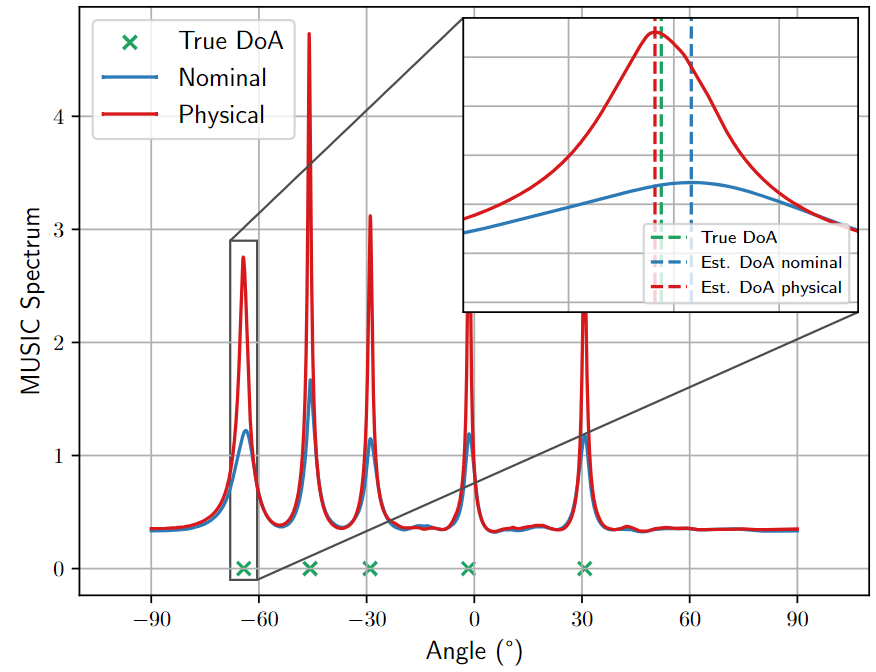 True DoA
Nominal
Physical
True DoA
Est. DoA nominal
Est. DoA physical
MUSIC Spectrum
4
3
2
1
0
−90
−60
−30
0
30
60
90
Angle (°)